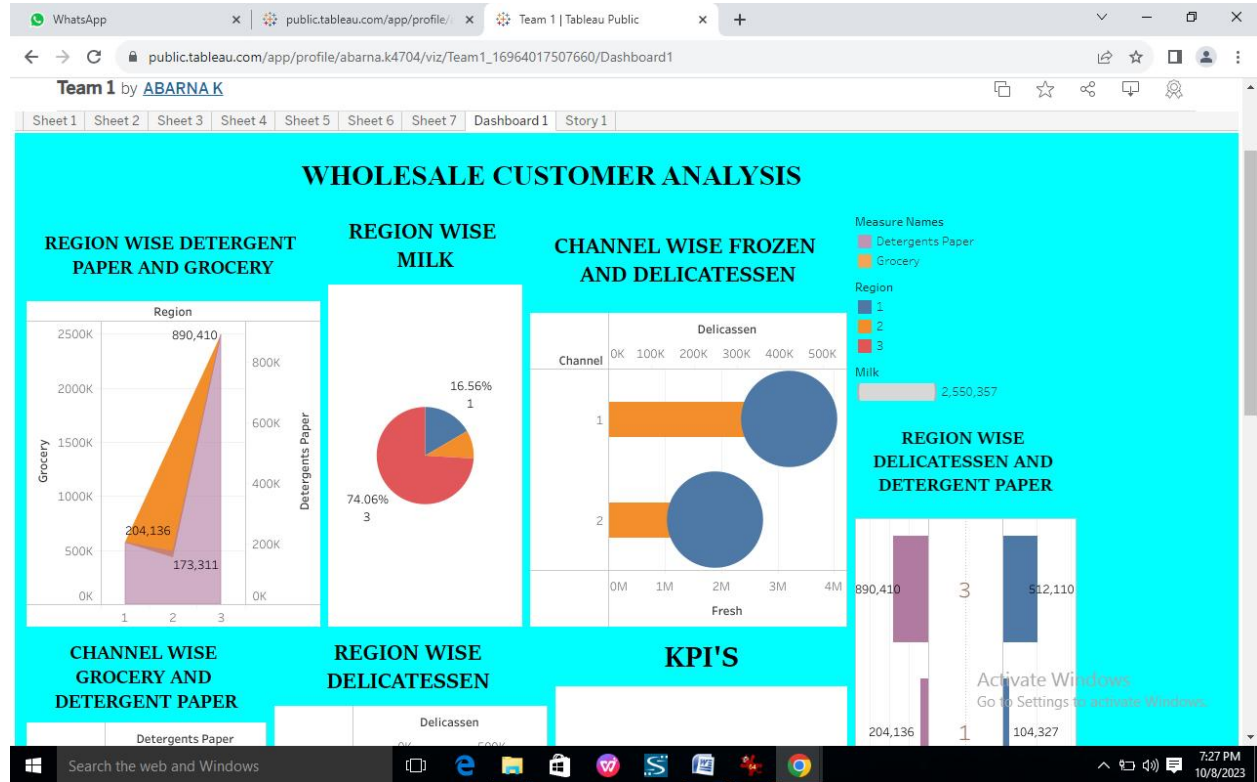 WhatsApp
public.tableau.com/app/profile/
Team 1 | Tableau Public
public.tableau.com/app/profile/abarna.k4704/viz/Team1_16964017507660/Dashboard1
Team 1 by ABARNA K
Sheet 1 Sheet 2 Sheet 3 Sheet 4 Sheet 5 Sheet 6 Sheet 7 Dashboard 1 Story 1
WHOLESALE CUSTOMER ANALYSIS
REGION WISE DETERGENT
PAPER AND GROCERY
Region
2500K
2000K
1500K
1000K
500K
0K
Grocery
890,410
204,136
173,311
800K
600K
400K
200K
0K
Detergents Paper
1 2 3
REGION WISE
MILK
16.56%
1
74.06%
3
CHANNEL WISE FROZEN
AND DELICATESSEN
Delicassen
Channel
0K 100K 200K 300K 400K 500K
1
2
0M 1M 2M 3M 4M
Fresh
Measure Names
Detergents Paper
Grocery
Region
1
2
3
Milk
2,550,357
REGION WISE
DELICATESSEN AND
DETERGENT PAPER
890,410 3 512,110
204,136 1 104,327
CHANNEL WISE
GROCERY AND
DETERGENT PAPER
Detergents Paper
REGION WISE
DELICATESSEN
Delicassen
KPI'S
Activate Windows
Go to Settings to activate Windows.
Search the web and Windows
7:27 PM
10/8/2023